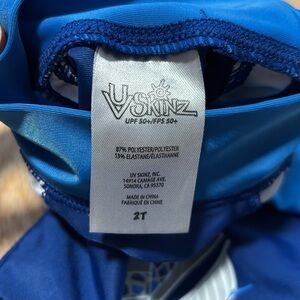 UV SKINZ
UPF 50+/FPS 50+
87% POLYESTER/POLYESTER
13% ELASTANE/ELASTHANNE
UV SKINZ, INC.
14914 CAMAGE AVE.
SONORA, CA 95370
MADE IN CHINA
FABRIQUÉ EN CHINE
2T